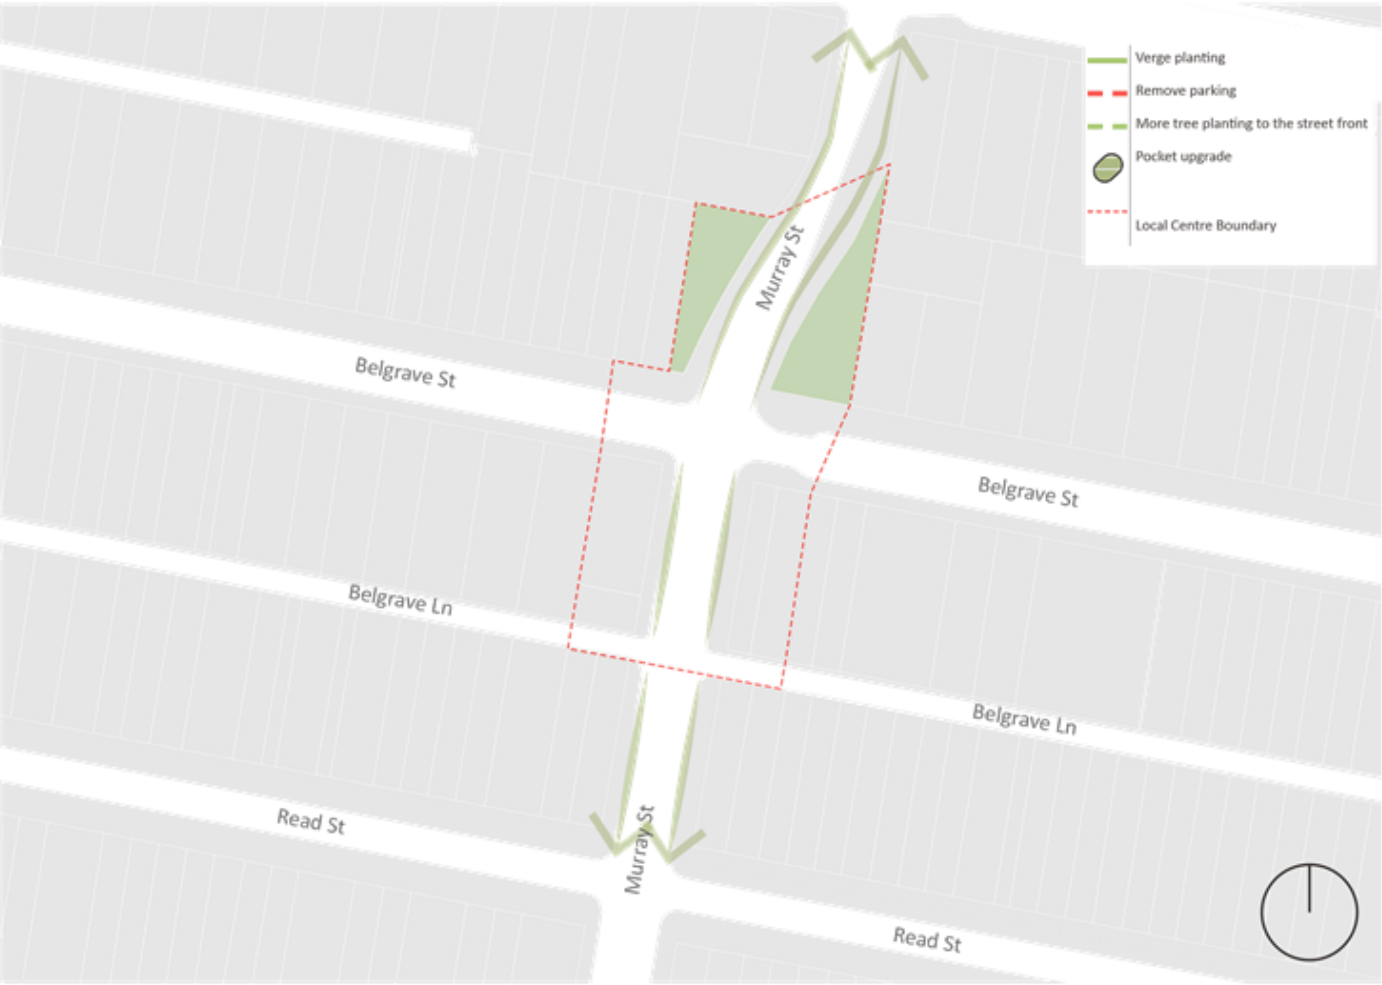 Verge planting
Remove parking
More tree planting to the street front
Pocket upgrade
Local Centre Boundary
Murray St
Belgrave St
Belgrave St
Belgrave Ln
Belgrave Ln
Read St
Murray St
Read St